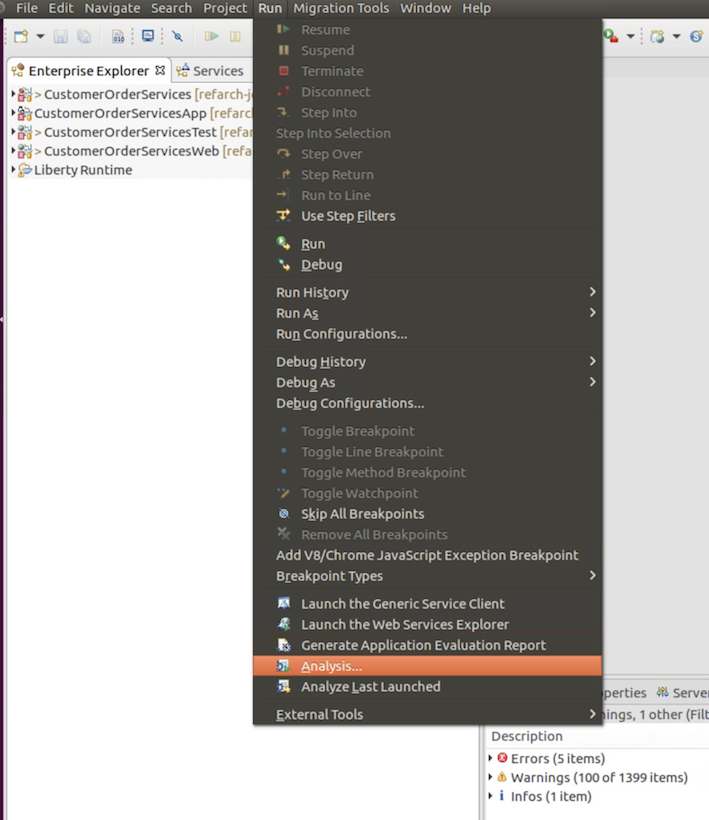 File Edit Navigate Search Project Run Migration Tools Window Help
Enterprise Explorer Services
> CustomerOrderServices [refarch-j
CustomerOrderServicesApp [refarc
> CustomerOrderServicesTest [refar
> CustomerOrderServicesWeb [refa
Liberty Runtime
Resume
Suspend
Terminate
Disconnect
Step Into
Step Into Selection
Step Over
Step Return
Run to Line
Use Step Filters
Run
Debug
Run History
Run As
Run Configurations...
Debug History
Debug As
Debug Configurations...
Toggle Breakpoint
Toggle Line Breakpoint
Toggle Method Breakpoint
Toggle Watchpoint
Skip All Breakpoints
Remove All Breakpoints
Add V8/Chrome JavaScript Exception Breakpoint
Breakpoint Types
Launch the Generic Service Client
Launch the Web Services Explorer
Generate Application Evaluation Report
Analysis...
Analyze Last Launched
External Tools
perties Server
nings, 1 other (Filt
Description
Errors (5 items)
Warnings (100 of 1399 items)
Infos (1 item)